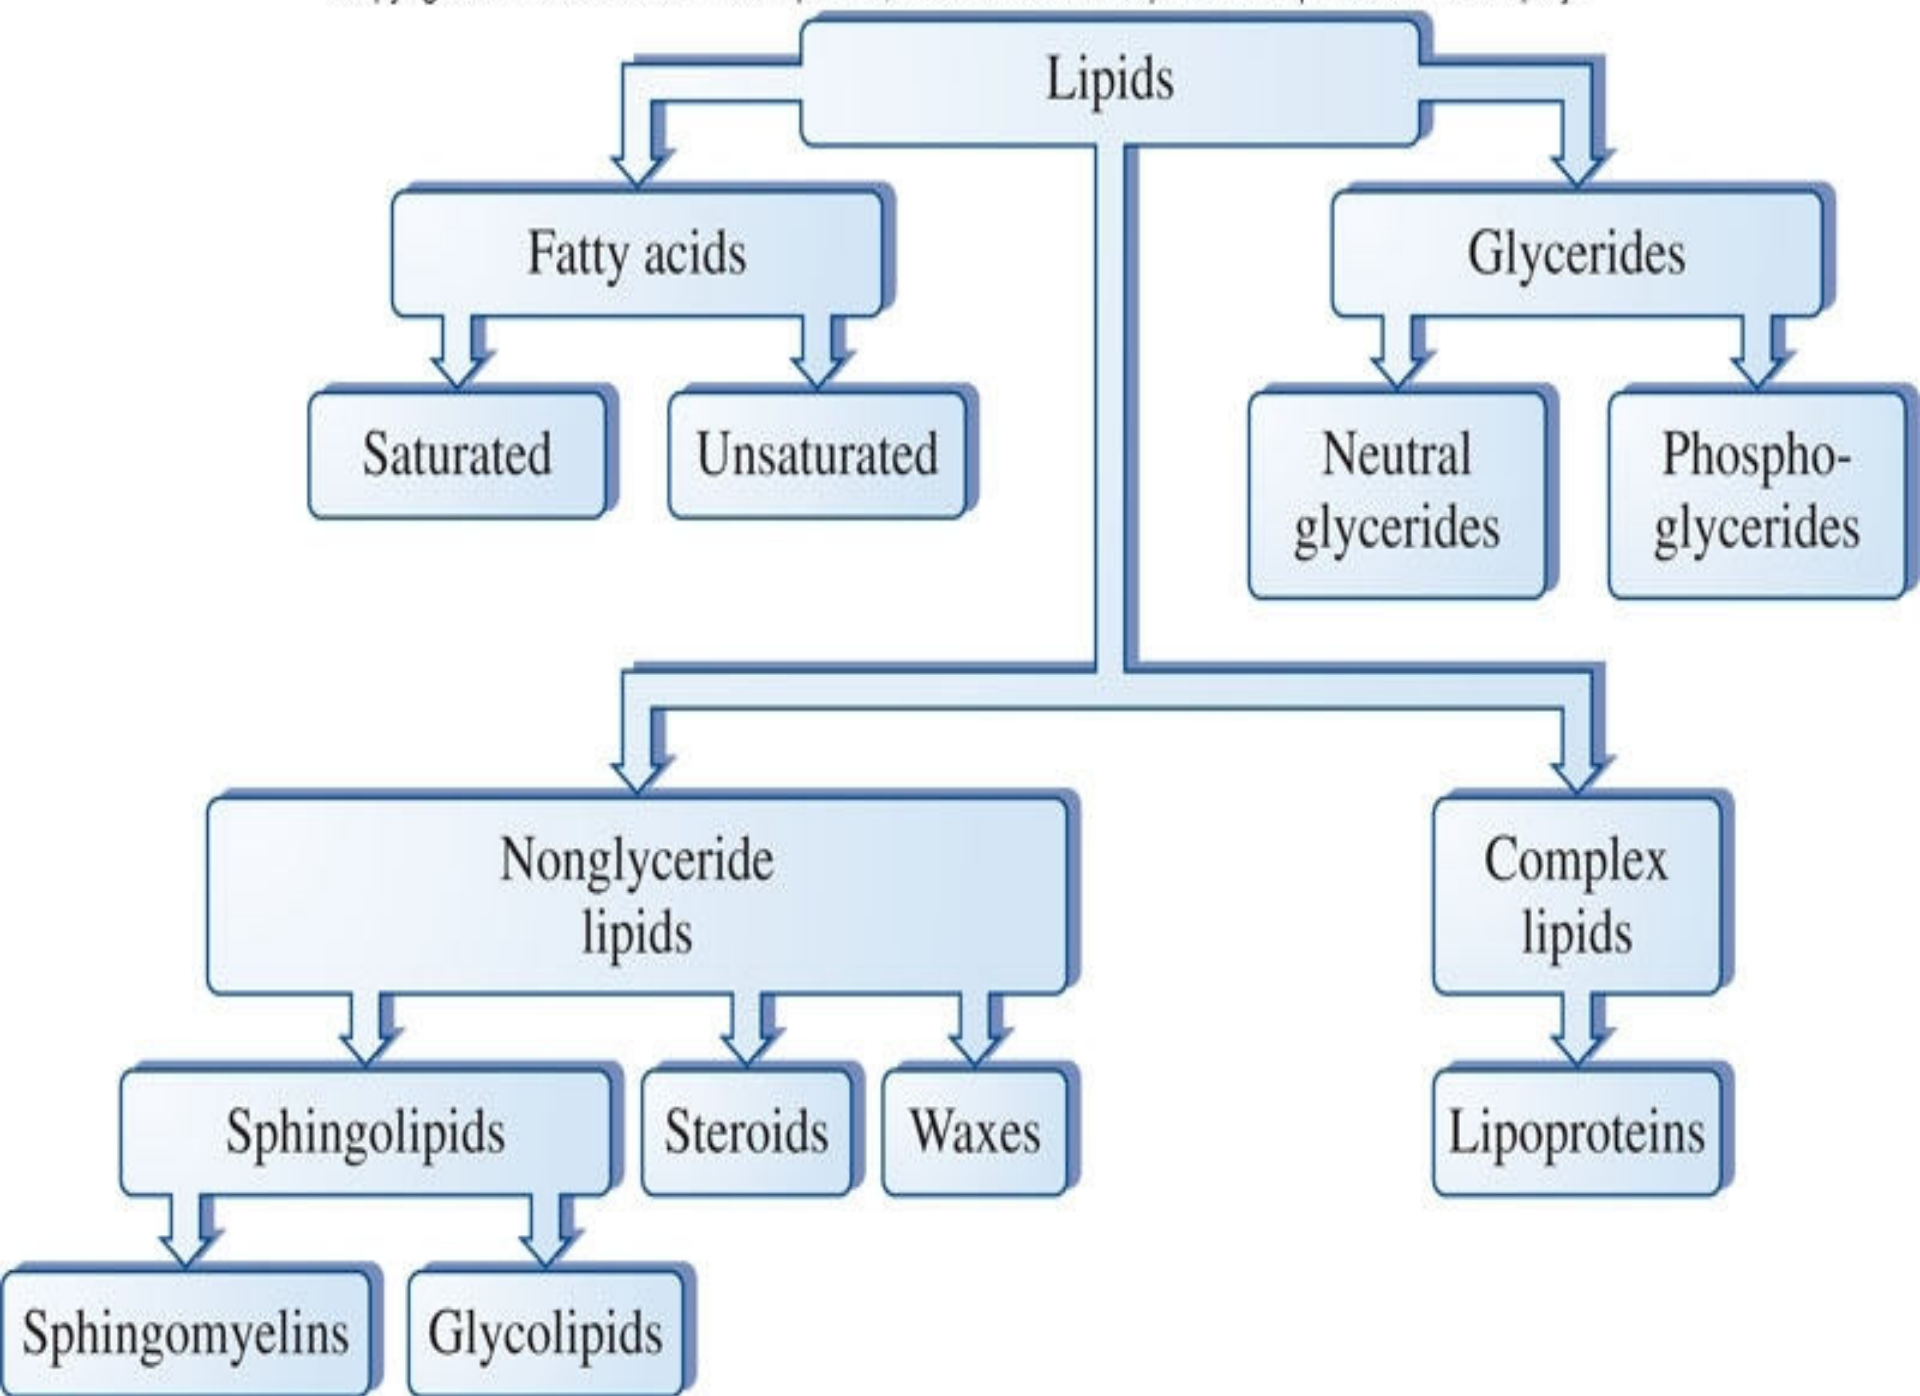 Lipids
Fatty acids
Glycerides
Saturated
Unsaturated
Neutral
glycerides
Phospho-
glycerides
Nonglyceride
lipids
Complex
lipids
Sphingolipids
Steroids
Waxes
Lipoproteins
Sphingomyelins
Glycolipids